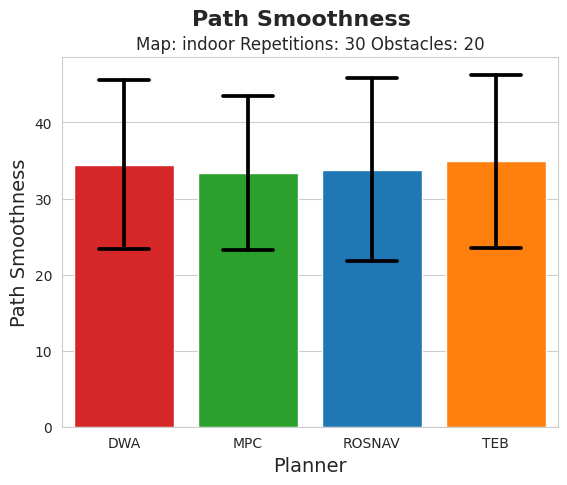 Path Smoothness
Map: indoor Repetitions: 30 Obstacles: 20
Path Smoothness
40
30
20
10
0
DWA MPC ROSNAV TEB
Planner